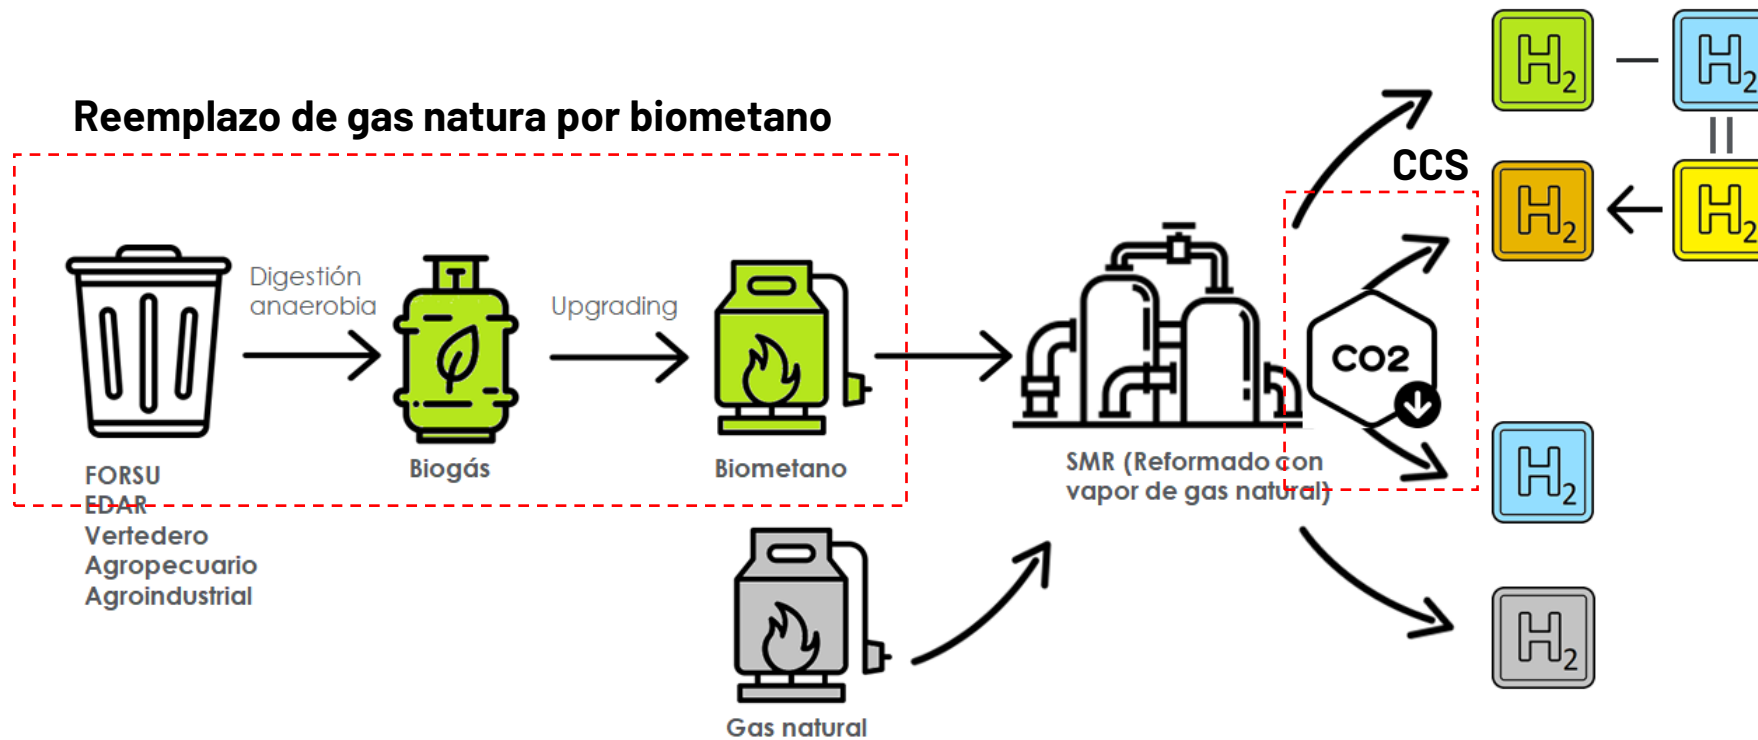 Reemplazo de gas natura por biometano
Digestión
anaerobia
Upgrading
FORSU
EDAR
Vertedero
Agropecuario
Agroindustrial
Biogás
Biometano
Gas natural
SMR (Reformado con
vapor de gas natural)
CCS
CO2
H2
H2
H2
H2
H2
H2